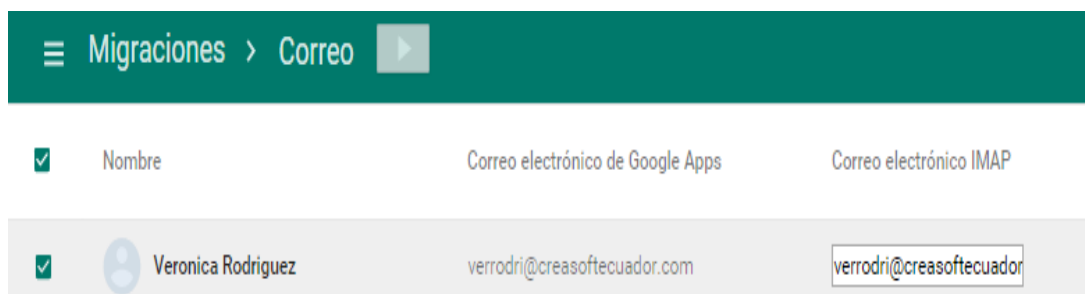 Migraciones > Correo
Nombre Correo electrónico de Google Apps Correo electrónico IMAP
Veronica Rodriguez verrodri@creasoftecuador.com verrodri@creasoftecuador